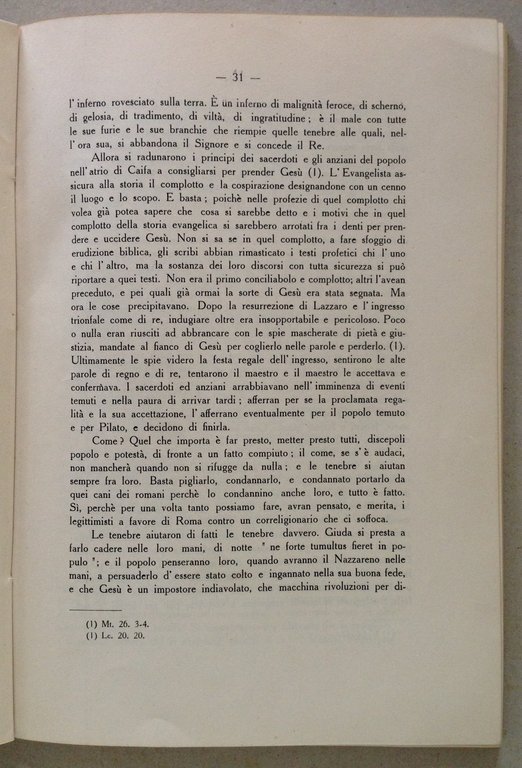 — 31 —
l'inferno rovesciato sulla terra. È un inferno di malignità feroce, di scherno,
di gelosia, di tradimento, di viltà, di ingratitudine; è il male con tutte
le sue furie e le sue branchie che riempie quelle tenebre alle quali, nel-
l'ora sua, si abbandona il Signore e si concede il Re.
Allora si radunarono i principi dei sacerdoti e gli anziani del popolo
nell'atrio di Caifa a consigliarsi per prender Gesù (1). L'Evangelista as-
sicura alla storia il complotto e la cospirazione designandone con un cenno
il luogo e lo scopo. E basta; poichè nelle profezie di quel complotto chi
volea già potea sapere che cosa si sarebbe detto e i motivi che in quel
complotto della storia evangelica si sarebbero arrotati fra i denti per pren-
dere e uccidere Gesù. Non si sa se in quel complotto, a fare sfoggio di
erudizione biblica, gli scribi abbian rimasticato i testi profetici chi l'uno
e chi l'altro, ma la sostanza dei loro discorsi con tutta sicurezza si può
riportare a quei testi. Non era il primo conciliabolo e complotto; altri l'avean
preceduto, e pei quali già ormai la sorte di Gesù era stata segnata. Ma
ora le cose precipitavano. Dopo la resurrezione di Lazzaro e l'ingresso
trionfale come di re, indugiare oltre era insopportabile e pericoloso. Poco
o nulla eran riusciti ad abbrancare con le spie mascherate di pietà e giu-
stizia, mandate al fianco di Gesù per coglierlo nelle parole e perderlo. (1).
Ultimamente le spie videro la festa regale dell'ingresso, sentirono le alte
parole di regno e di re, tentarono il maestro e il maestro le accettava e
confermava. I sacerdoti ed anziani arrabbiavano nell'imminenza di eventi
temuti e nella paura di arrivar tardi; afferran per se la proclamata rega-
lità e la sua accettazione, l'afferrano eventualmente per il popolo temuto
e per Pilato, e decidono di finirla.
Come? Quel che importa è far presto, metter presto tutti, discepoli
popolo e potestà, di fronte a un fatto compiuto; il come, se s'è audaci,
non mancherà quando non si rifugge da nulla; e le tenebre si aiutan
sempre fra loro. Basta pigliarlo, condannarlo, e condannato portarlo da
quei cani dei romani perchè lo condannino anche loro, e tutto è fatto.
Sì, perchè per una volta tanto possiamo fare, avran pensato, e merita, i
legittimisti a favore di Roma contro un correligionario che ci soffoca.
Le tenebre aiutaron di fatti le tenebre davvero. Giuda si presta a
farlo cadere nelle loro mani, di notte " ne forte tumultus fieret in po-
pulo "; e il popolo penseranno loro, quando avranno il Nazzareno nelle
mani, a persuaderlo d'essere stato colto e ingannato nella sua buona fede,
e che Gesù è un impostore indiavolato, che macchina rivoluzioni per di-
(1) Mt. 26. 3-4.
(1) Lc. 20. 20.